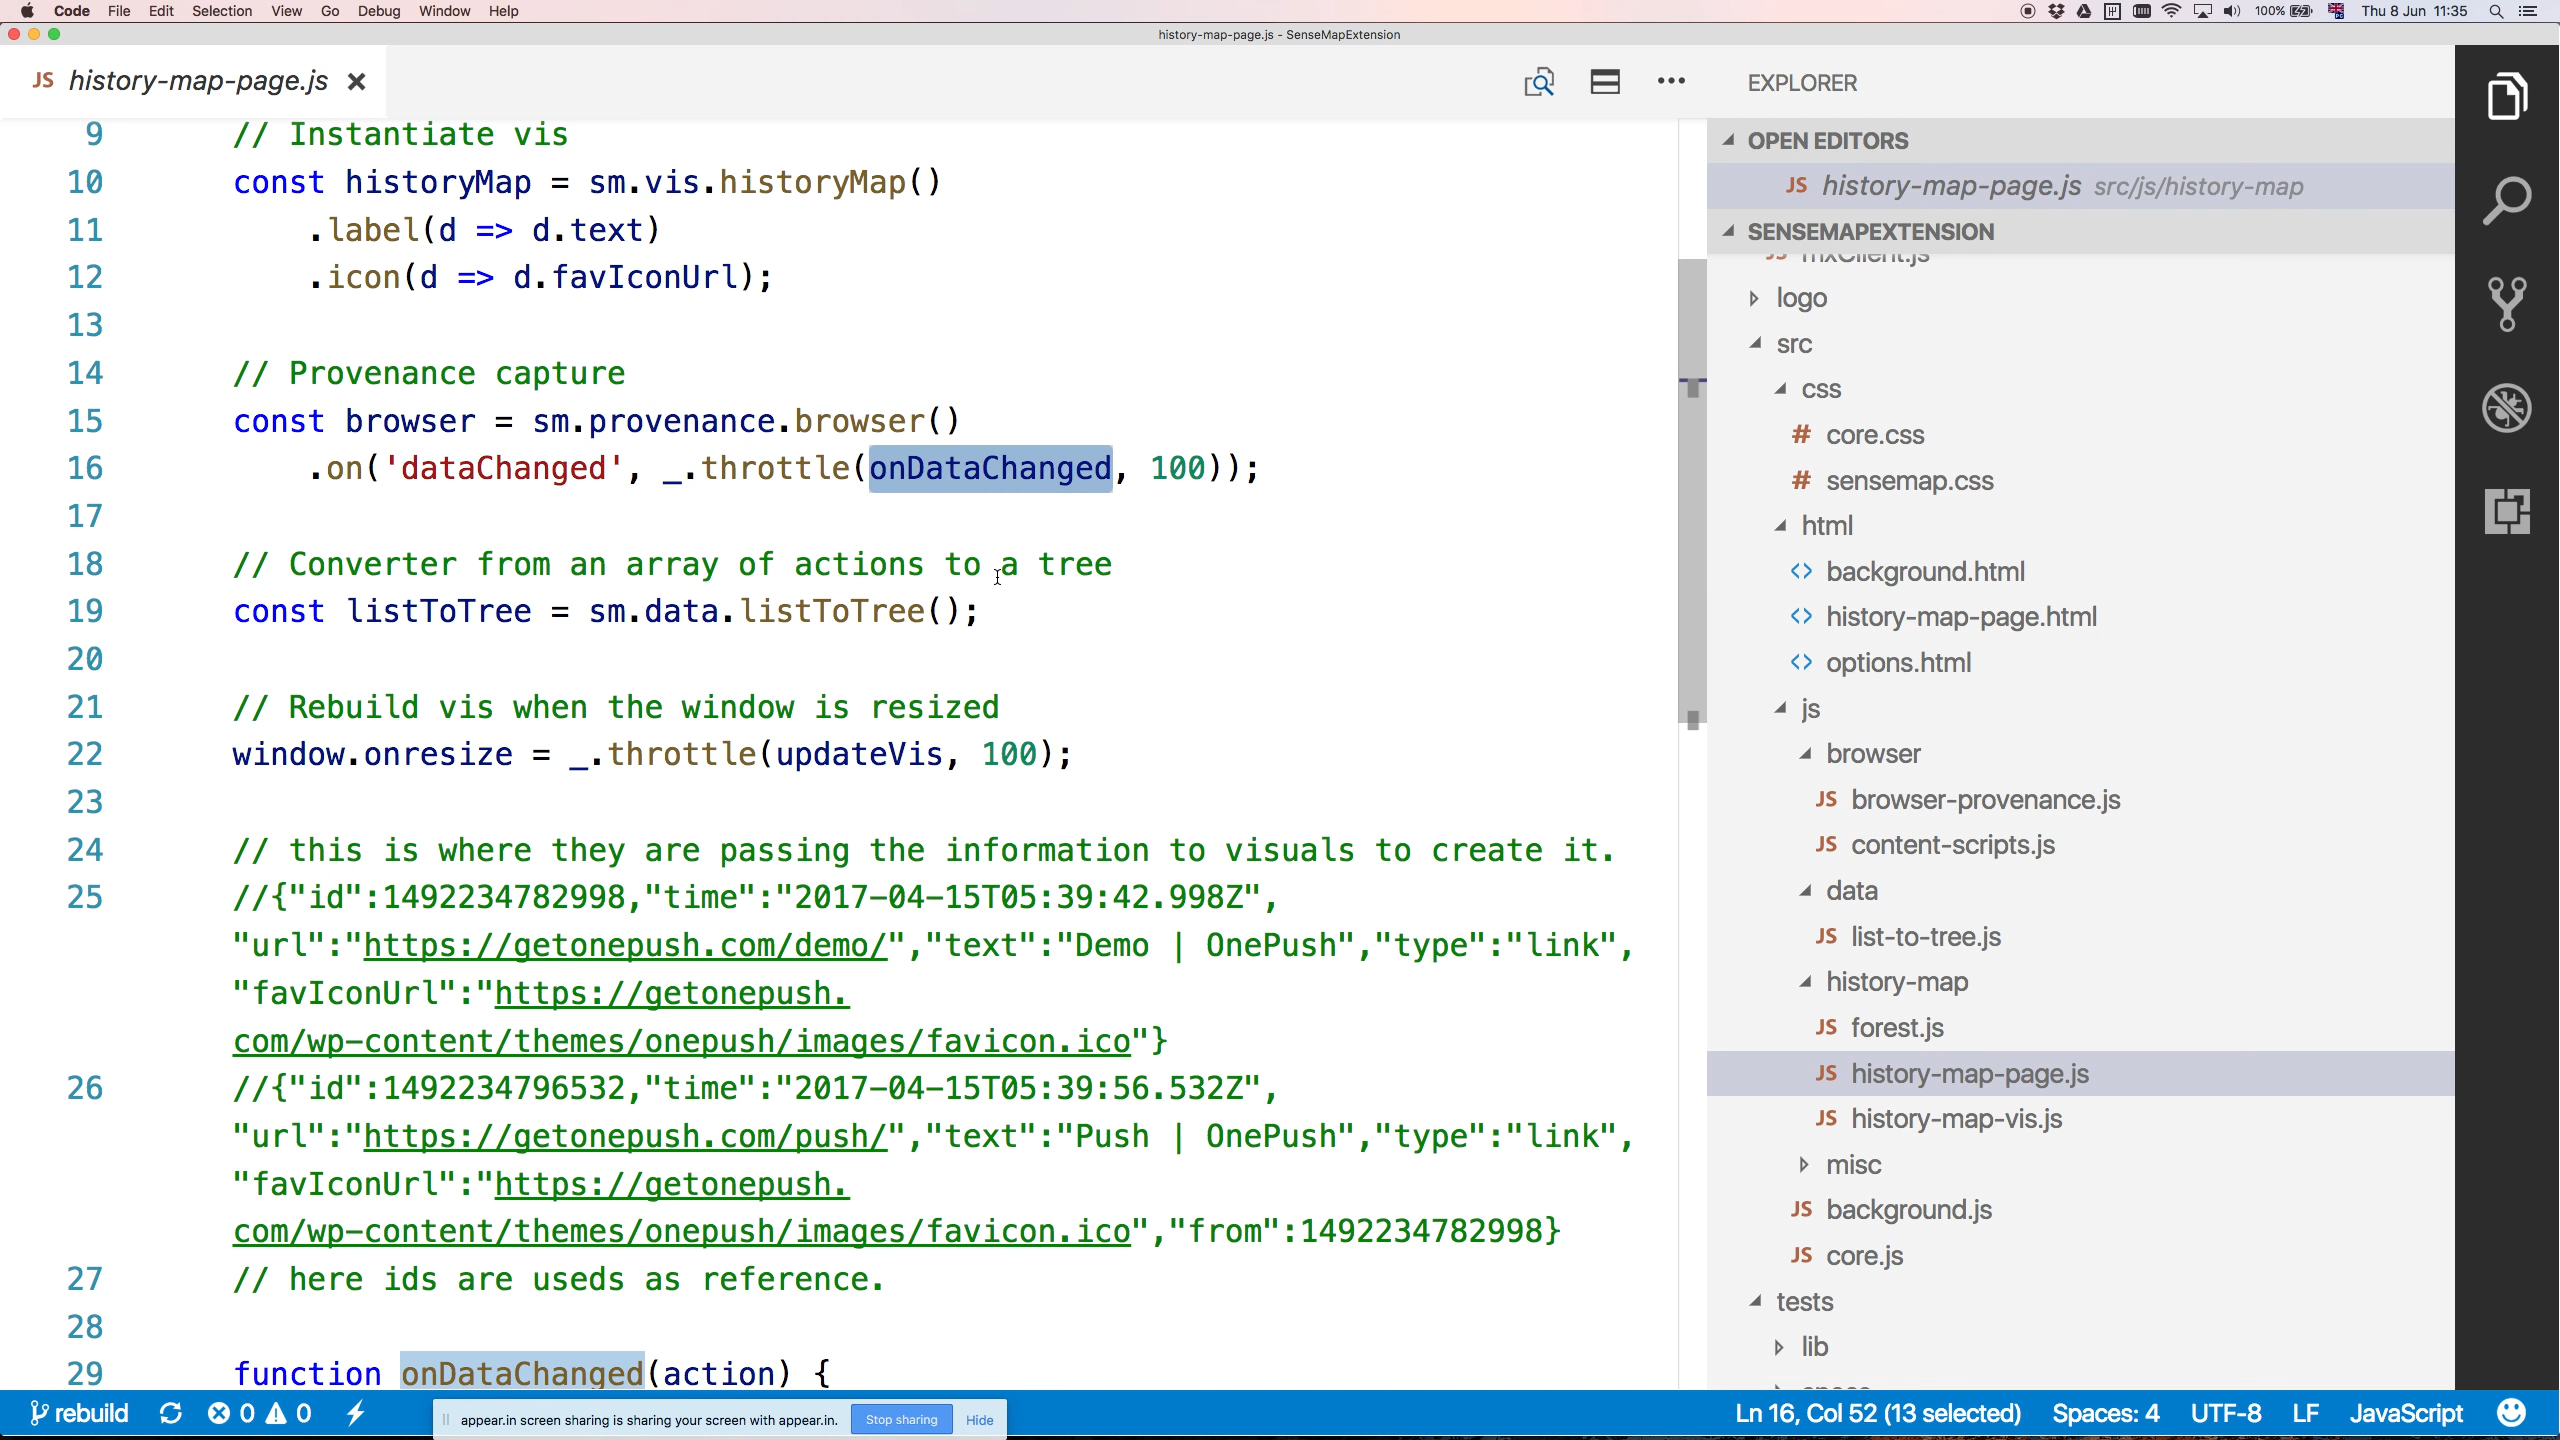 Code File Edit Selection View Go Debug Window Help 100% Thu 8 Jun 11:35
history-map-page.js - SenseMapExtension
JS history-map-page.js
9 // Instantiate vis
10 const historyMap = sm.vis.historyMap()
11 .label(d => d.text)
12 .icon(d => d.favIconUrl);
13
14 // Provenance capture
15 const browser = sm.provenance.browser()
16 .on('dataChanged', _.throttle(onDataChanged, 100));
17
18 // Converter from an array of actions to a tree
19 const listToTree = sm.data.listToTree();
20
21 // Rebuild vis when the window is resized
22 window.onresize = _.throttle(updateVis, 100);
23
24 // this is where they are passing the information to visuals to create it.
25 //{"id":1492234782998,"time":"2017-04-15T05:39:42.998Z",
"url":"https://getonepush.com/demo/","text":"Demo | OnePush","type":"link",
"favIconUrl":"https://getonepush.
com/wp-content/themes/onepush/images/favicon.ico"}
26 //{"id":1492234796532,"time":"2017-04-15T05:39:56.532Z",
"url":"https://getonepush.com/push/","text":"Push | OnePush","type":"link",
"favIconUrl":"https://getonepush.
com/wp-content/themes/onepush/images/favicon.ico","from":1492234782998}
27 // here ids are useds as reference.
28
29 function onDataChanged(action) {
EXPLORER
OPEN EDITORS
JS history-map-page.js src/js/history-map
SENSEMAPEXTENSION
JS mxClient.js
logo
src
css
# core.css
# sensemap.css
html
<> background.html
<> history-map-page.html
<> options.html
js
browser
JS browser-provenance.js
JS content-scripts.js
data
JS list-to-tree.js
history-map
JS forest.js
JS history-map-page.js
JS history-map-vis.js
misc
JS background.js
JS core.js
tests
lib
rebuild 0 0
appear.in screen sharing is sharing your screen with appear.in. Stop sharing Hide
Ln 16, Col 52 (13 selected) Spaces: 4 UTF-8 LF JavaScript